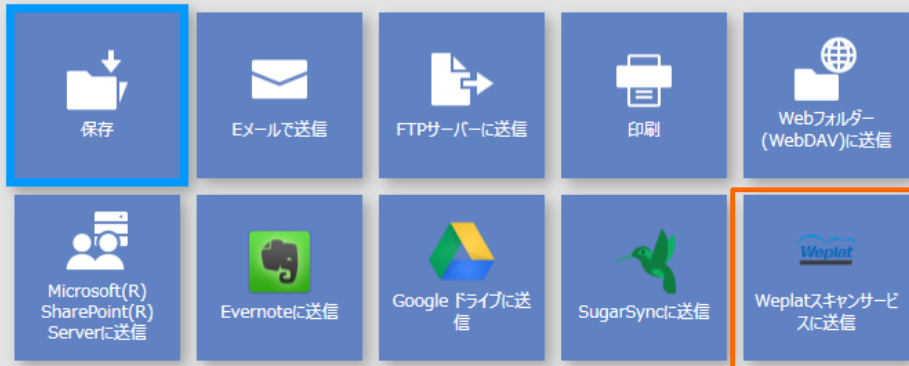 保存
Eメールで送信
FTPサーバーに送信
印刷
Webフォルダー
(WebDAV)に送信
Microsoft(R)
SharePoint(R)
Serverに送信
Evernoteに送信
Google ドライブに送
信
SugarSyncに送信
Weplat
Weplatスキャンサービ
スに送信